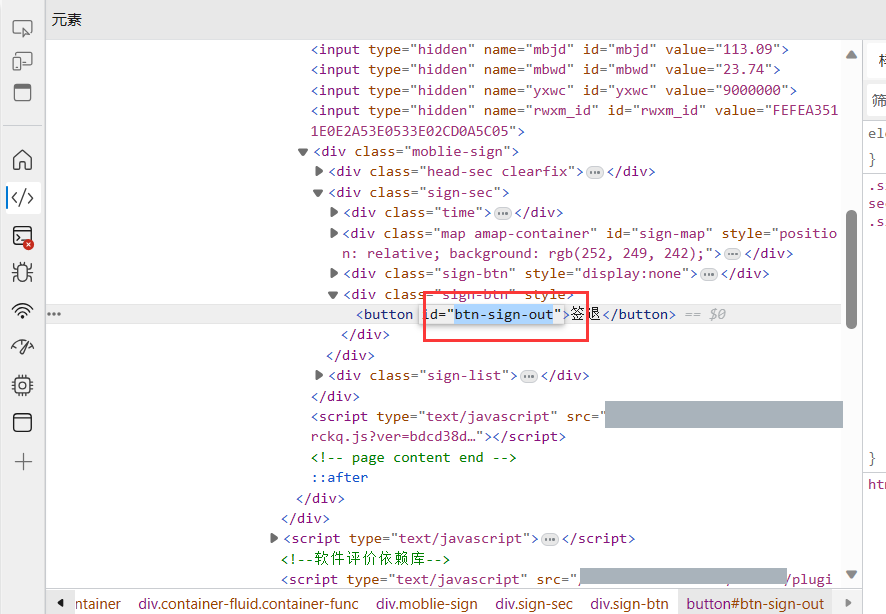 元素
<input type="hidden" name="mbjd" id="mbjd" value="113.09">
<input type="hidden" name="mbwd" id="mbwd" value="23.74">
<input type="hidden" name="yxwc" id="yxwc" value="9000000">
<input type="hidden" name="rwxm_id" id="rwxm_id" value="FEFEA351
1E0E2A53E0533E02CD0A5C05">
<div class="moblie-sign">
<div class="head-sec clearfix">…</div>
<div class="sign-sec">
<div class="time">…</div>
<div class="map amap-container" id="sign-map" style="positio
n: relative; background: rgb(252, 249, 242);">…</div>
<div class="sign-btn" style="display:none">…</div>
<div class="sign-btn" style>
<button id="btn-sign-out">签退</button> == $0
</div>
</div>
<div class="sign-list">…</div>
</div>
<script type="text/javascript" src="
rckq.js?ver=bdcd38d…"></script>
<!-- page content end -->
::after
</div>
</div>
<script type="text/javascript">…</script>
<!--软件评价依赖库-->
<script type="text/javascript" src="/plugi
ntainer div.container-fluid.container-func div.moblie-sign div.sign-sec div.sign-btn button#btn-sign-out
ele
}
.s
sec
.s
}
htm